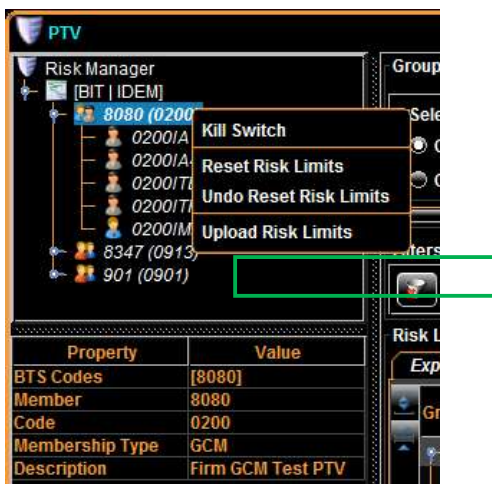 PTV
Risk Manager
[BIT | IDEM]
8080 (0200)
0200IA
0200IA
0200IT
0200IT
0200IM
8347 (0913)
901 (0901)
Kill Switch
Reset Risk Limits
Undo Reset Risk Limits
Upload Risk Limits
Property Value
BTS Codes [8080]
Member 8080
Code 0200
Membership Type GCM
Description Firm GCM Test PTV
Group
Sele
Risk L
Exp
Gr